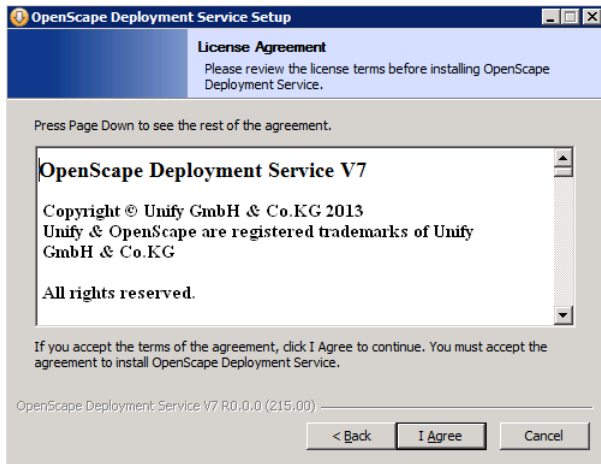 OpenScape Deployment Service Setup
License Agreement
Please review the license terms before installing OpenScape
Deployment Service.
Press Page Down to see the rest of the agreement.
OpenScape Deployment Service V7
Copyright © Unify GmbH & Co.KG 2013
Unify & OpenScape are registered trademarks of Unify
GmbH & Co.KG
All rights reserved.
If you accept the terms of the agreement, click I Agree to continue. You must accept the
agreement to install OpenScape Deployment Service.
OpenScape Deployment Service V7 R0.0.0 (215.00)
< Back I Agree Cancel